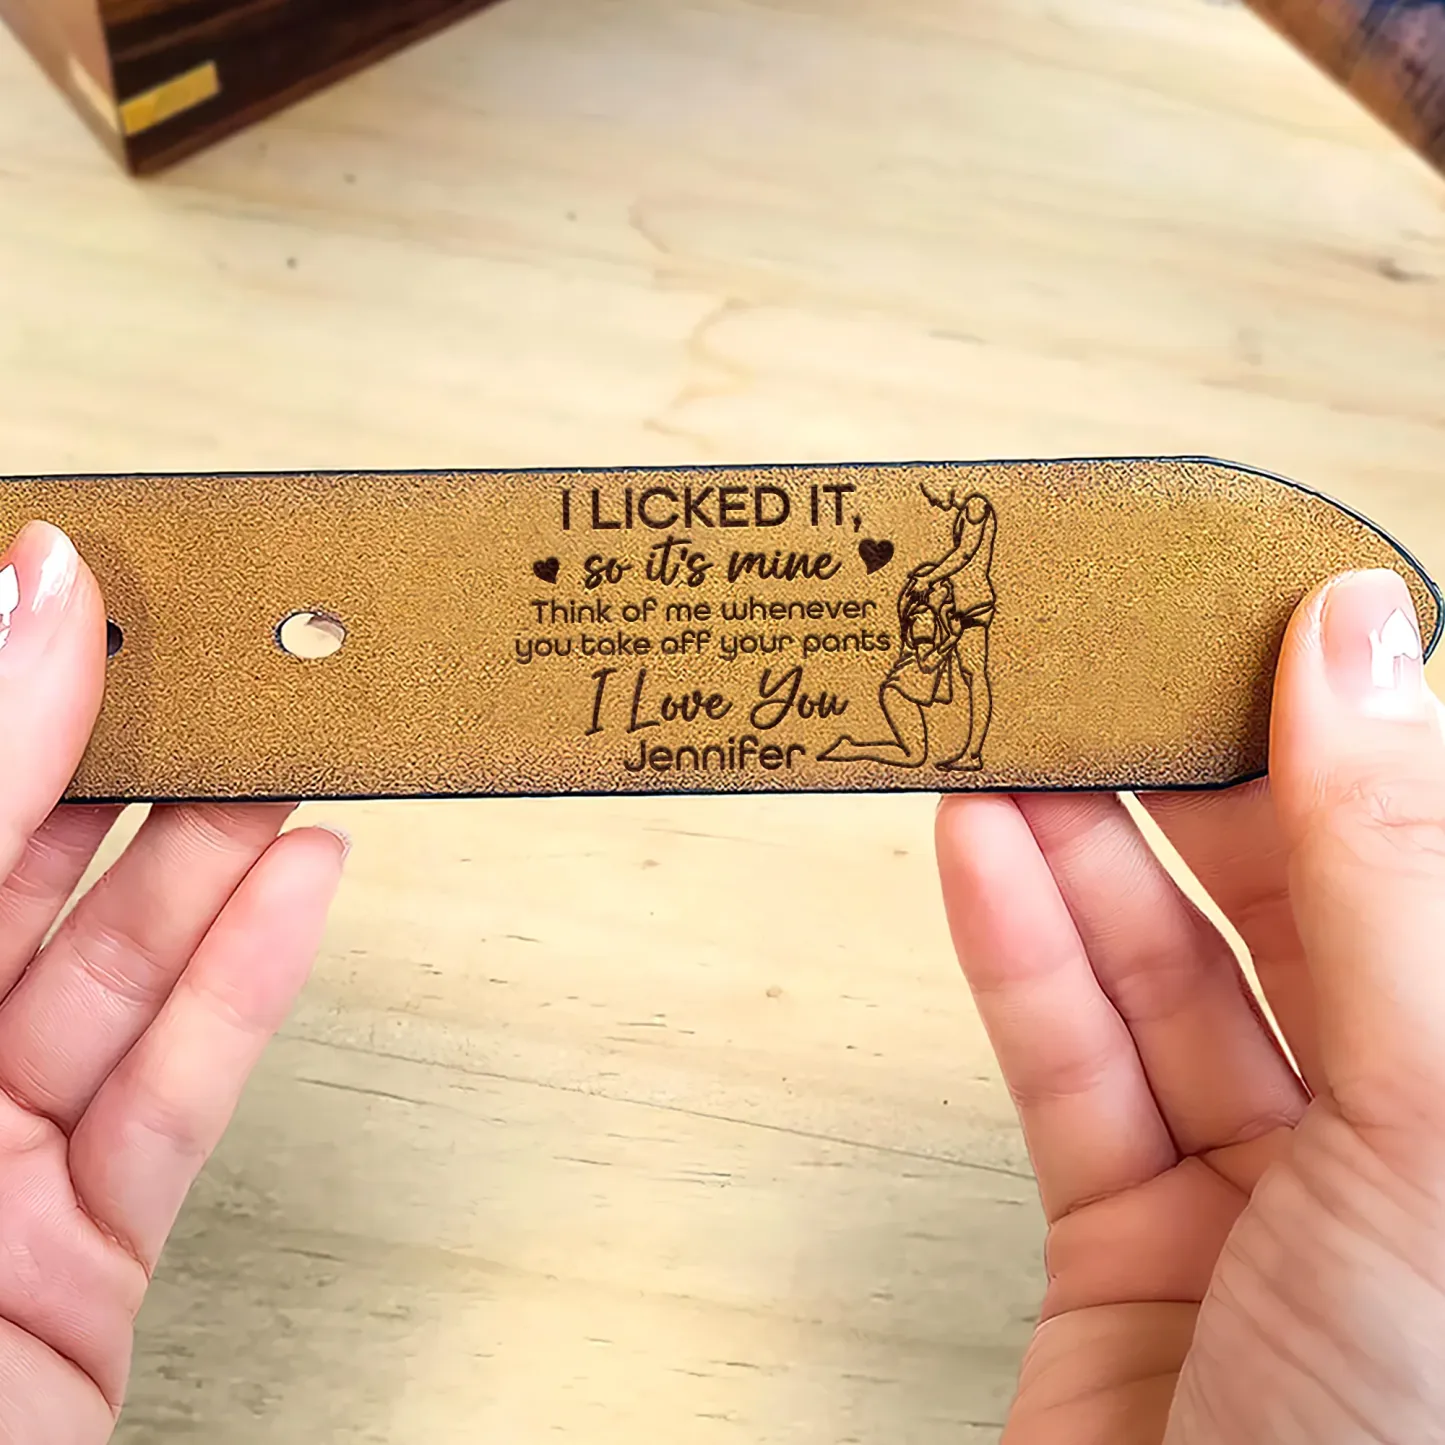 I LICKED IT,
so it's mine
Think of me whenever
you take off your pants
I Love You
Jennifer